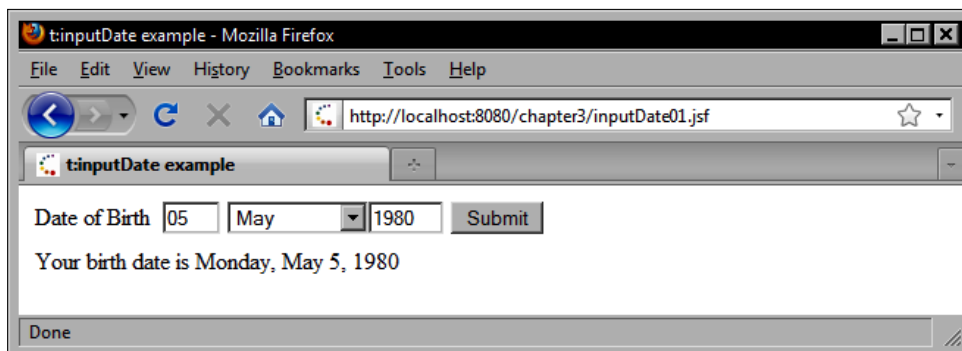 t:inputDate example - Mozilla Firefox
File Edit View History Bookmarks Tools Help
http://localhost:8080/chapter3/inputDate01.jsf
t:inputDate example
Date of Birth 05 May 1980 Submit
Your birth date is Monday, May 5, 1980
Done